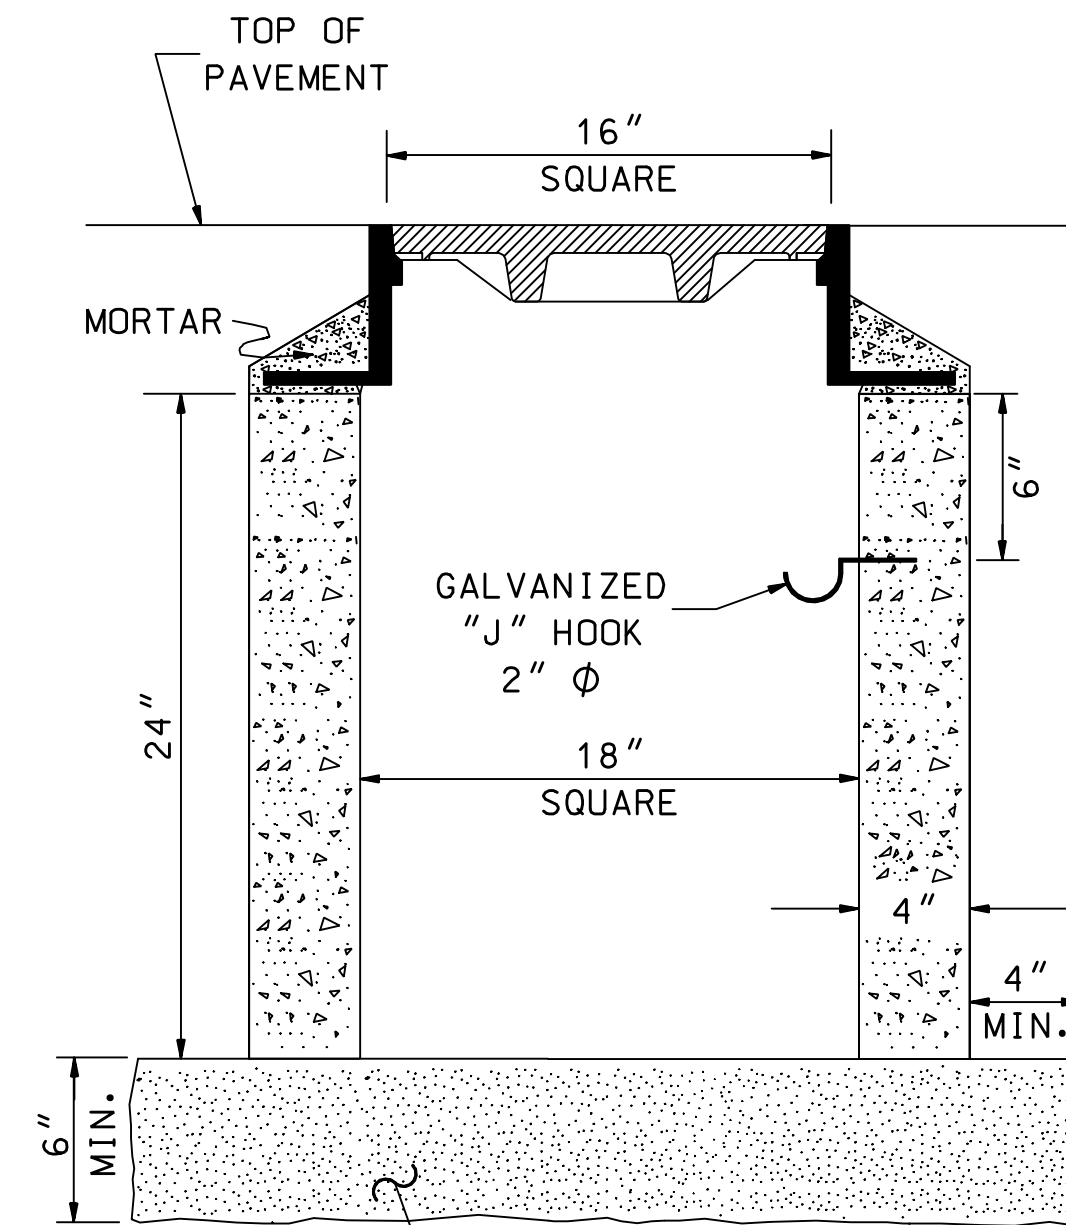 TOP OF
PAVEMENT
16"
SQUARE
MORTAR
6"
GALVANIZED
"J" HOOK
2" Ø
24"
18"
SQUARE
4"
4"
MIN.
6"
MIN.